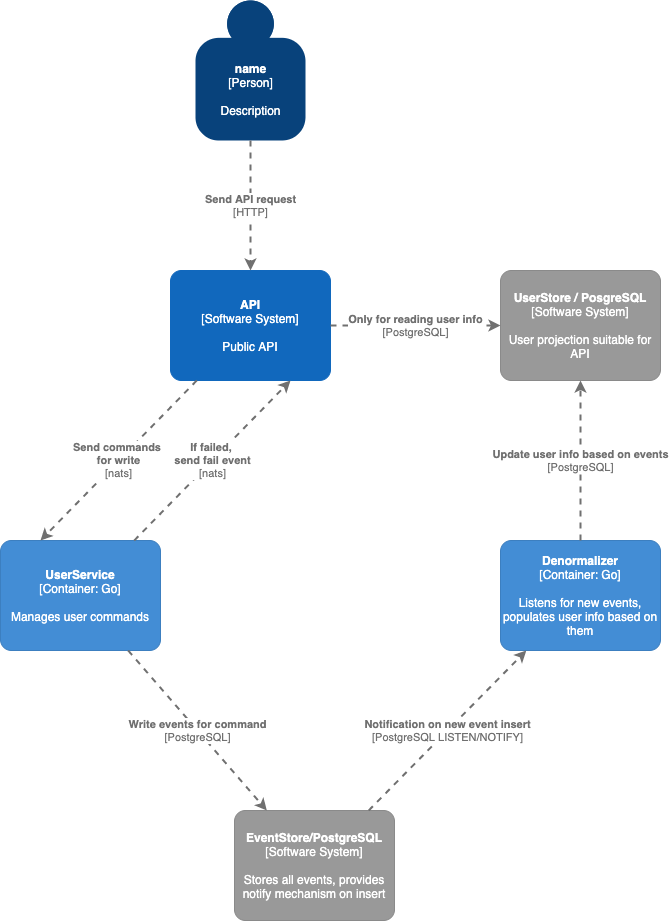 name
[Person]
Description
Send API request
[HTTP]
API
[Software System]
Public API
Only for reading user info
[PostgreSQL]
UserStore / PosgreSQL
[Software System]
User projection suitable for
API
Send commands
for write
[nats]
If failed,
send fail event
[nats]
Update user info based on events
[PostgreSQL]
UserService
[Container: Go]
Manages user commands
Denormalizer
[Container: Go]
Listens for new events,
populates user info based on
them
Write events for command
[PostgreSQL]
Notification on new event insert
[PostgreSQL LISTEN/NOTIFY]
EventStore/PostgreSQL
[Software System]
Stores all events, provides
notify mechanism on insert